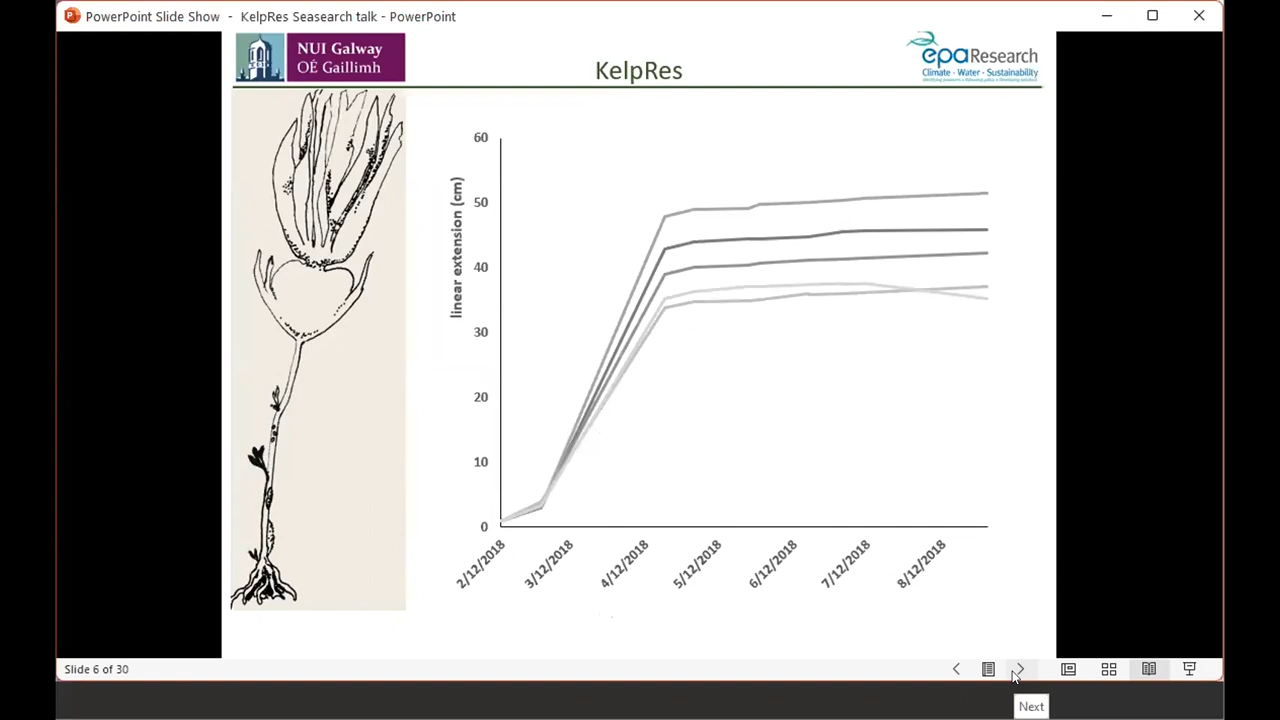 PowerPoint Slide Show - KelpRes Seasearch talk - PowerPoint
NUI Galway
OÉ Gaillimh
KelpRes
epaResearch
Climate - Water - Sustainability
linear extension (cm)
60
50
40
30
20
10
0
2/12/2018
3/12/2018
4/12/2018
5/12/2018
6/12/2018
7/12/2018
8/12/2018
Slide 6 of 30
Next